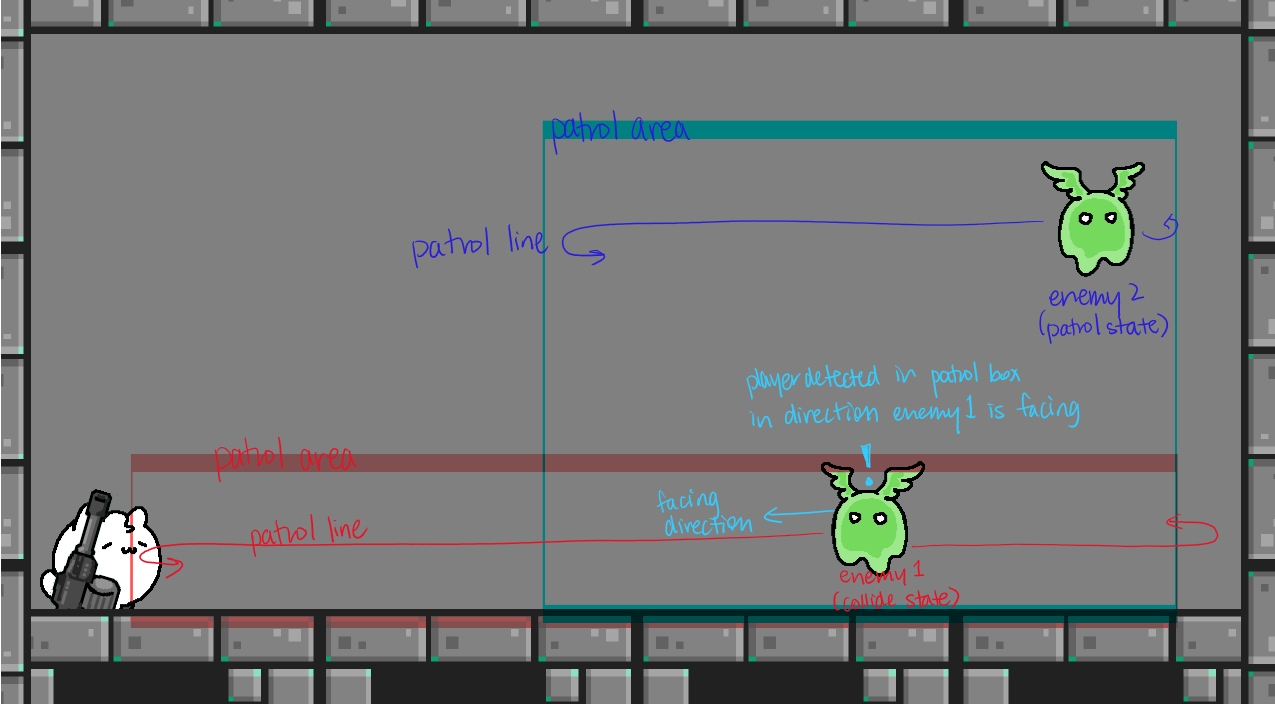 patrol area
patrol line
enemy 2
(patrol state)
player detected in patrol box
in direction enemy 1 is facing
!
patrol area
facing
direction
patrol line
enemy 1
(collide state)